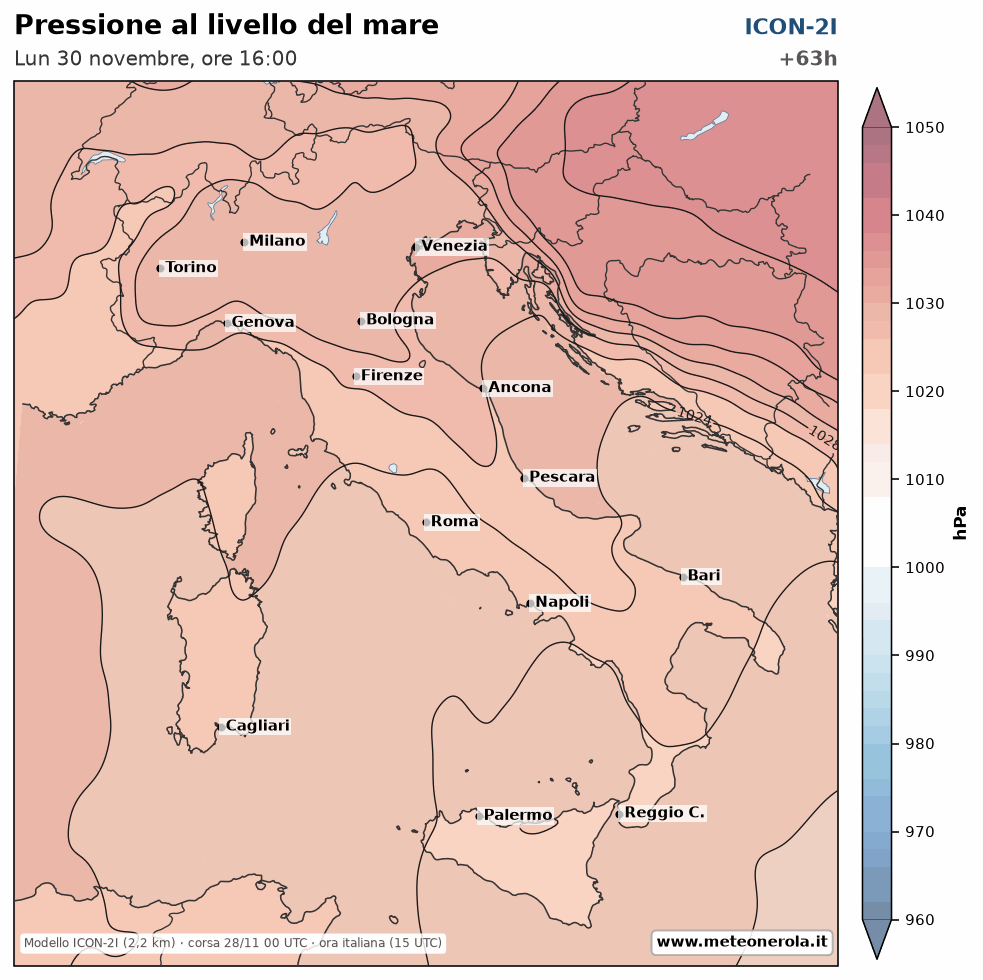 Pressione al livello del mare
ICON-2I
Lun 30 novembre, ore 16:00
+63h
Milano
Venezia
Torino
Genova
Bologna
Firenze
Ancona
1024
1028
Pescara
Roma
Bari
Napoli
Cagliari
Palermo
Reggio C.
1050
1040
1030
1020
1010
1000
990
980
970
960
hPa
Modello ICON-2I (2,2 km) · corsa 28/11 00 UTC · ora italiana (15 UTC)
www.meteonerola.it